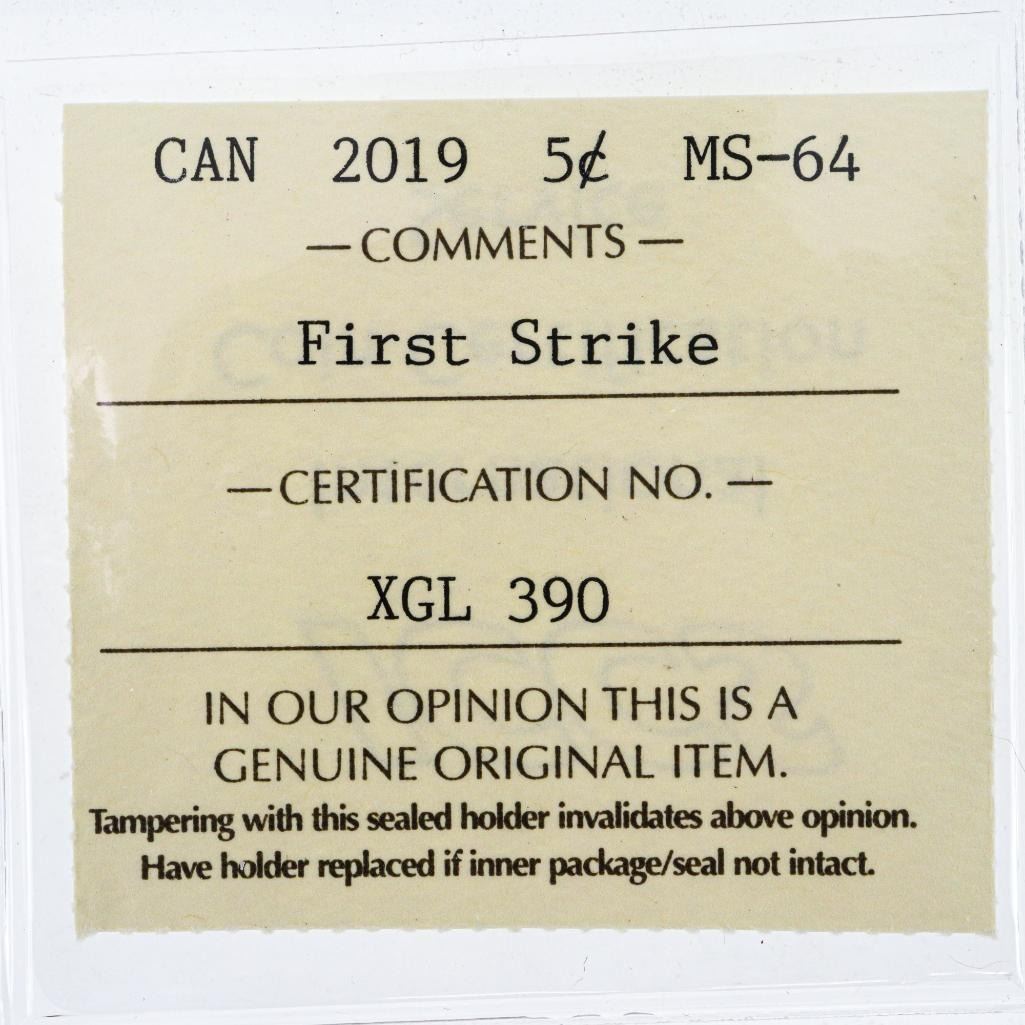 CAN 2019 5¢ MS-64
— COMMENTS —
First Strike
— CERTIFICATION NO. —
XGL 390
IN OUR OPINION THIS IS A
GENUINE ORIGINAL ITEM.
Tampering with this sealed holder invalidates above opinion.
Have holder replaced if inner package/seal not intact.